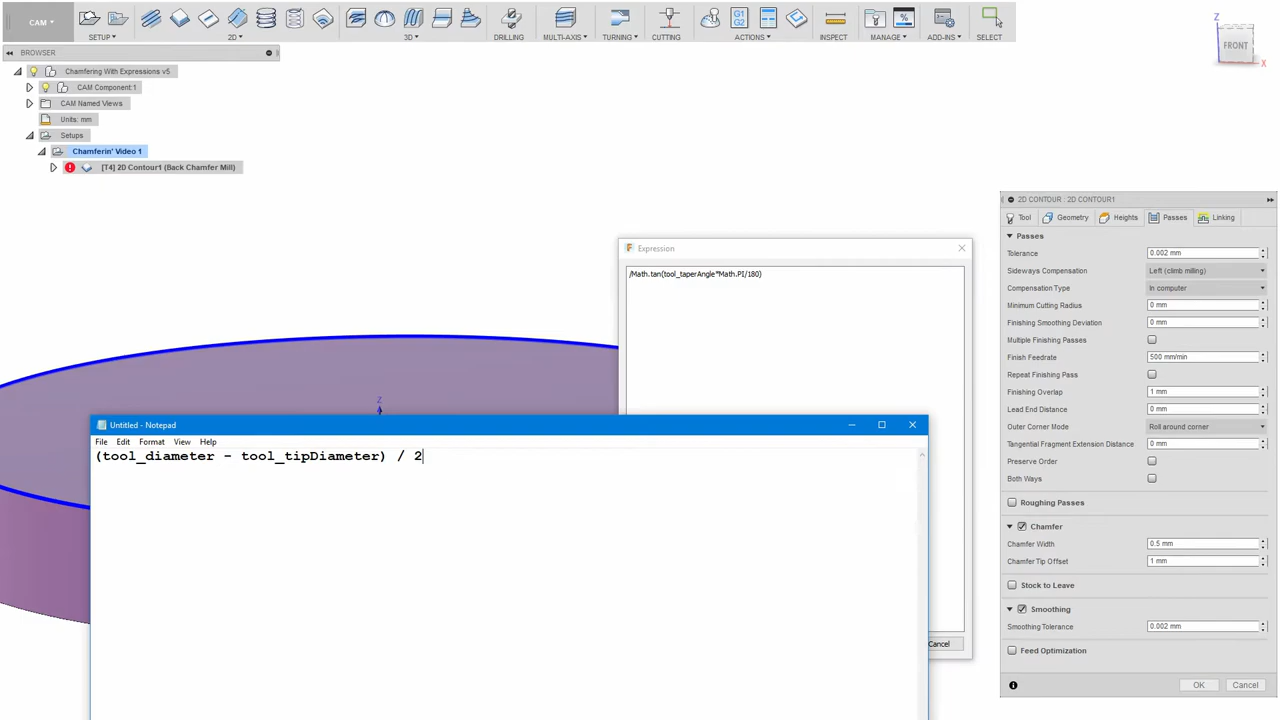 CAM
SETUP
2D
3D
DRILLING
MULTI-AXIS
TURNING
CUTTING
G1
G2
ACTIONS
INSPECT
%
MANAGE
ADD-INS
SELECT
Z
FRONT
X
BROWSER
Chamfering With Expressions v5
CAM Component:1
CAM Named Views
Units: mm
Setups
Chamferin' Video 1
[T4] 2D Contour1 (Back Chamfer Mill)
2D CONTOUR : 2D CONTOUR1
Tool Geometry Heights Passes Linking
Passes
Tolerance 0.002 mm
Sideways Compensation Left (climb milling)
Compensation Type In computer
Minimum Cutting Radius 0 mm
Finishing Smoothing Deviation 0 mm
Multiple Finishing Passes
Finish Feedrate 500 mm/min
Repeat Finishing Pass
Finishing Overlap 1 mm
Lead End Distance 0 mm
Outer Corner Mode Roll around corner
Tangential Fragment Extension Distance 0 mm
Preserve Order
Both Ways
Roughing Passes
Chamfer
Chamfer Width 0.5 mm
Chamfer Tip Offset 1 mm
Stock to Leave
Smoothing
Smoothing Tolerance 0.002 mm
Feed Optimization
OK Cancel
Expression
/Math.tan(tool_taperAngle*Math.PI/180)
Cancel
Z
Untitled - Notepad
File Edit Format View Help
(tool_diameter - tool_tipDiameter) / 2